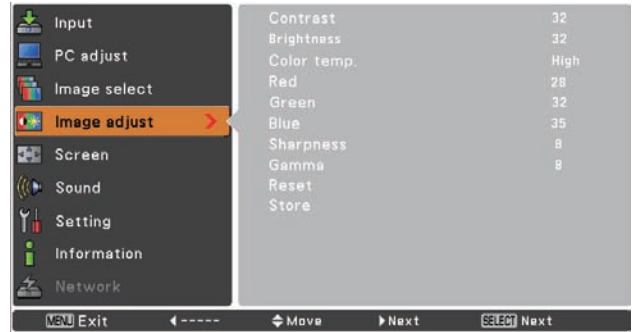 Input
PC adjust
Image select
Image adjust
Screen
Sound
Setting
Information
Network
Contrast 32
Brightness 32
Color temp. High
Red 28
Green 32
Blue 35
Sharpness 8
Gamma 8
Reset
Store
MENU Exit ◄----- Move ►Next SELECT Next